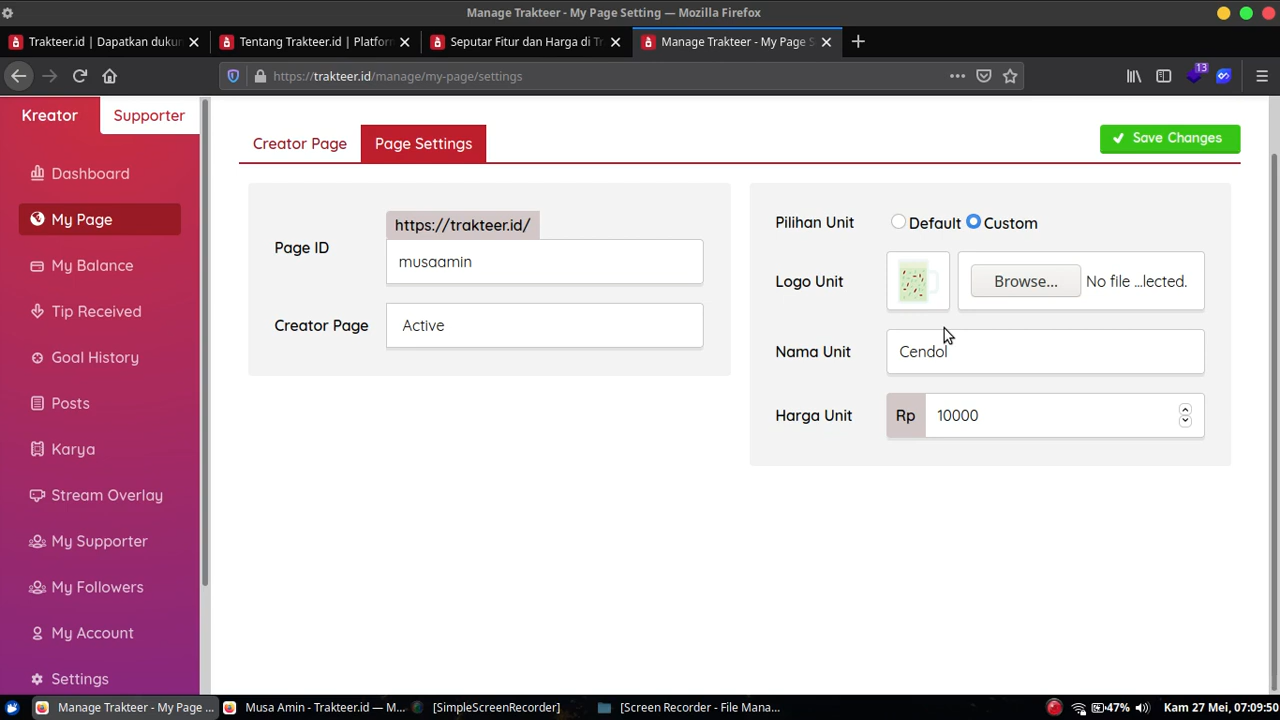 Manage Trakteer - My Page Setting — Mozilla Firefox
Trakteer.id | Dapatkan dukun
Tentang Trakteer.id | Platforr
Seputar Fitur dan Harga di Tr
Manage Trakteer - My Page S
https://trakteer.id/manage/my-page/settings
13
Kreator
Supporter
Dashboard
My Page
My Balance
Tip Received
Goal History
Posts
Karya
Stream Overlay
My Supporter
My Followers
My Account
Settings
Creator Page
Page Settings
Save Changes
Page ID
https://trakteer.id/
musaamin
Creator Page
Active
Pilihan Unit
Default
Custom
Logo Unit
Browse...
No file ...lected.
Nama Unit
Cendol
Harga Unit
Rp
10000
Manage Trakteer - My Page ...
Musa Amin - Trakteer.id — M...
[SimpleScreenRecorder]
[Screen Recorder - File Mana...
47%
Kam 27 Mei, 07:09:50